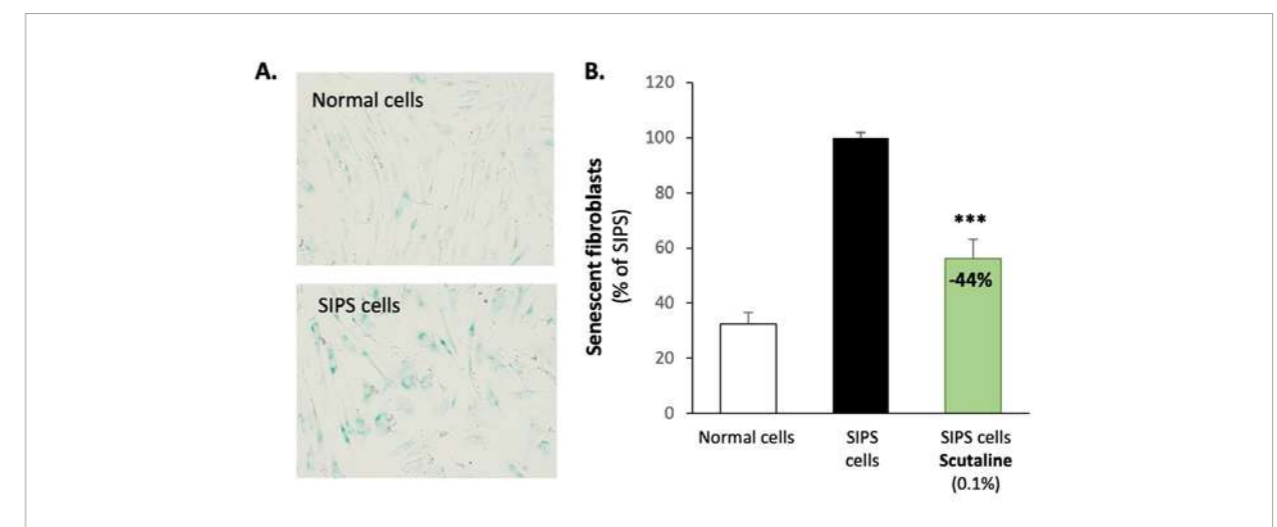 A.
Normal cells
SIPS cells
B.
Senescent fibroblasts
(% of SIPS)
120
100
80
60
40
20
0
***
-44%
Normal cells
SIPS
cells
SIPS cells
Scutaline
(0.1%)